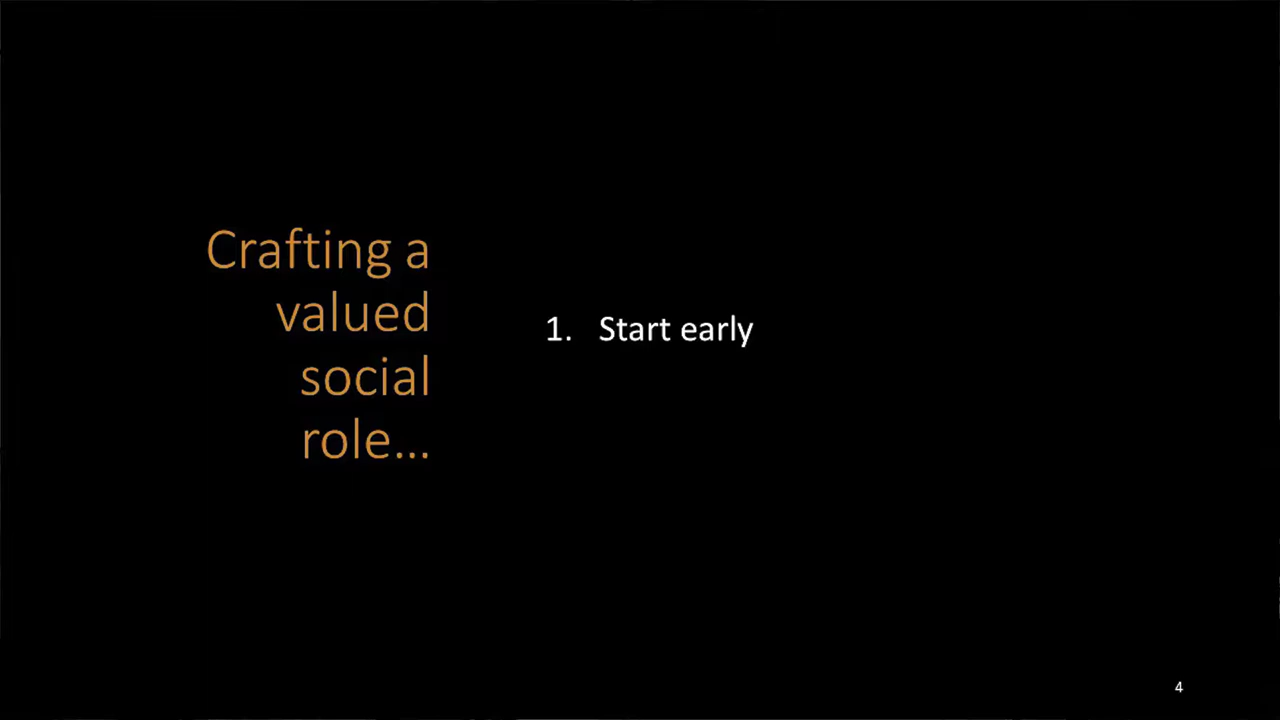 Crafting a
valued
social
role...
1. Start early
4